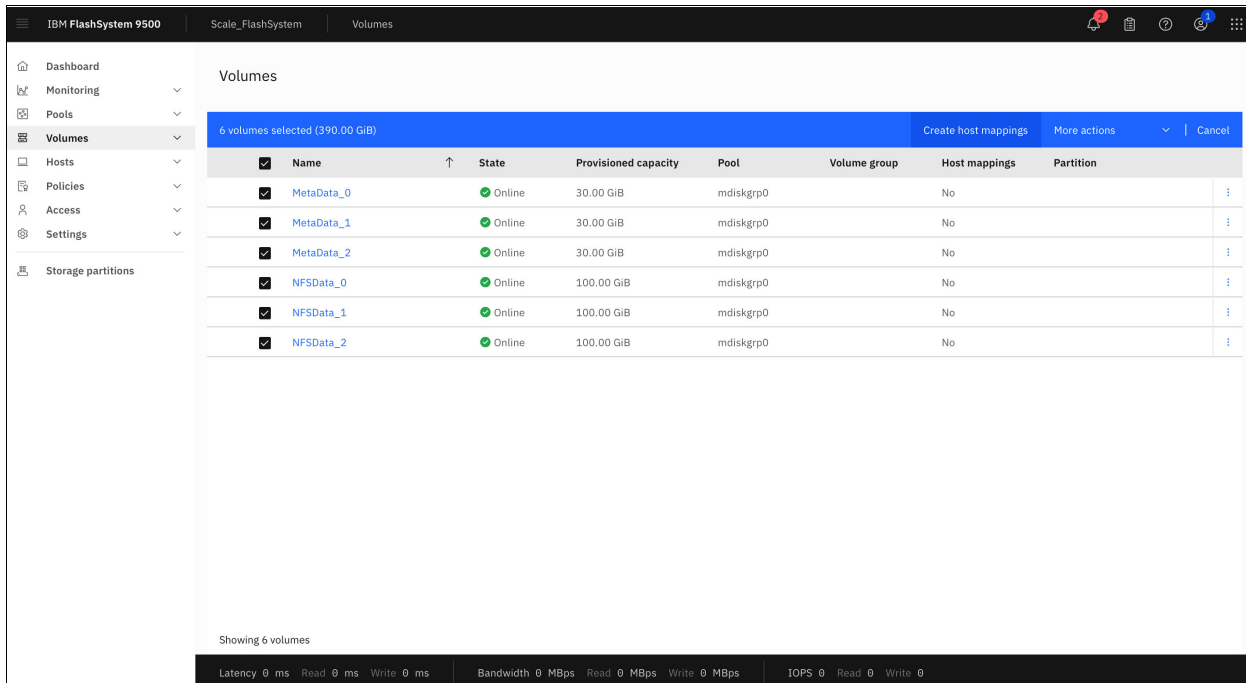 IBM FlashSystem 9500 Scale_FlashSystem Volumes 2 1
Dashboard
Monitoring
Pools
Volumes
Hosts
Policies
Access
Settings
Storage partitions
Volumes
6 volumes selected (390.00 GiB) Create host mappings More actions | Cancel
Name State Provisioned capacity Pool Volume group Host mappings Partition
MetaData_0 Online 30.00 GiB mdiskgrp0 No
MetaData_1 Online 30.00 GiB mdiskgrp0 No
MetaData_2 Online 30.00 GiB mdiskgrp0 No
NFSData_0 Online 100.00 GiB mdiskgrp0 No
NFSData_1 Online 100.00 GiB mdiskgrp0 No
NFSData_2 Online 100.00 GiB mdiskgrp0 No
Showing 6 volumes
Latency 0 ms Read 0 ms Write 0 ms Bandwidth 0 MBps Read 0 MBps Write 0 MBps IOPS 0 Read 0 Write 0